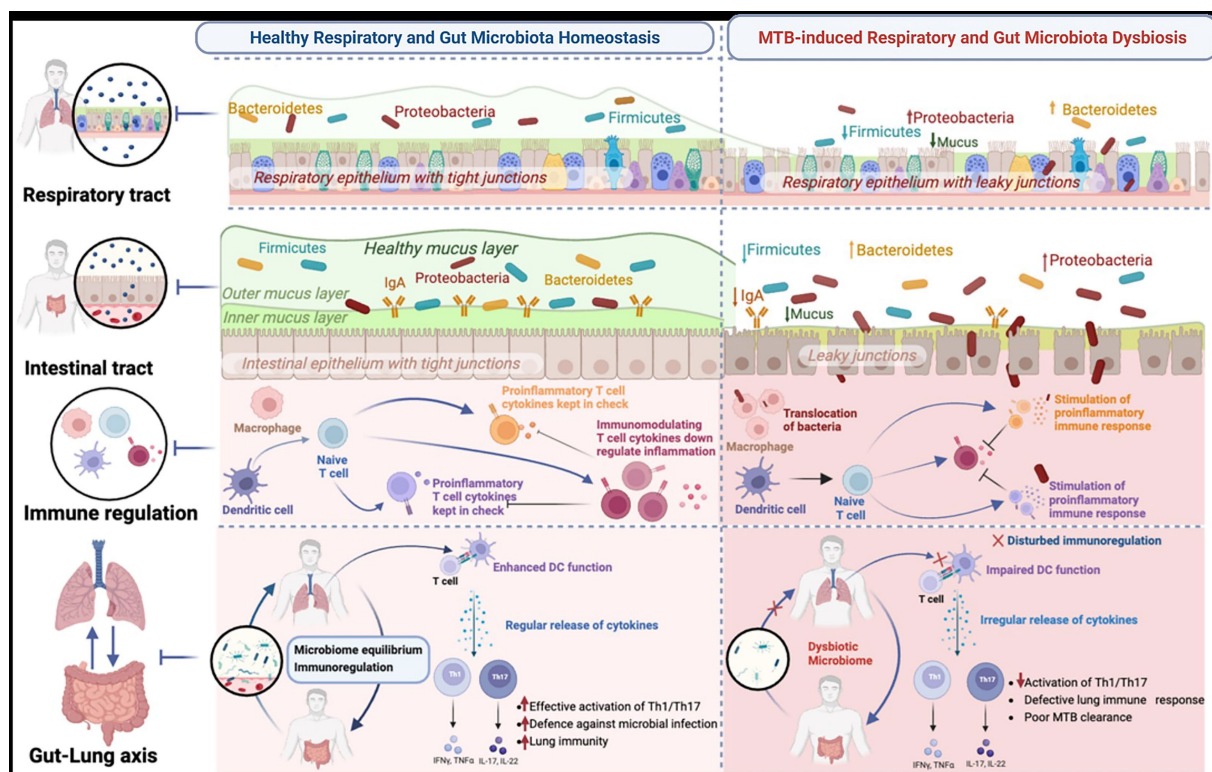 Healthy Respiratory and Gut Microbiota Homeostasis
MTB-induced Respiratory and Gut Microbiota Dysbiosis
Respiratory tract
Bacteroidetes
Proteobacteria
Firmicutes
Respiratory epithelium with tight junctions
↑Proteobacteria
↑ Bacteroidetes
↓Firmicutes
↓Mucus
Respiratory epithelium with leaky junctions
Intestinal tract
Firmicutes
Healthy mucus layer
IgA
Proteobacteria
Bacteroidetes
Outer mucus layer
Inner mucus layer
Intestinal epithelium with tight junctions
↓Firmicutes
↑Bacteroidetes
↑Proteobacteria
↓IgA
↓Mucus
Leaky junctions
Immune regulation
Macrophage
Dendritic cell
Naive
T cell
Proinflammatory T cell
cytokines kept in check
Immunomodulating
T cell cytokines down
regulate inflammation
Proinflammatory
T cell cytokines
kept in check
Translocation
of bacteria
Macrophage
Dendritic cell
Naive
T cell
Stimulation of
proinflammatory
immune response
Stimulation of
proinflammatory
immune response
Gut-Lung axis
T cell
Enhanced DC function
Regular release of cytokines
Microbiome equilibrium
Immunoregulation
Th1
Th17
IFNγ, TNFα
IL-17, IL-22
•↑Effective activation of Th1/Th17
•↑Defence against microbial infection
•↑Lung immunity
X Disturbed immunoregulation
T cell
Impaired DC function
Irregular release of cytokines
Dysbiotic
Microbiome
Th1
Th17
IFNγ, TNFα
IL-17, IL-22
• ↓Activation of Th1/Th17
• Defective lung immune response
• Poor MTB clearance